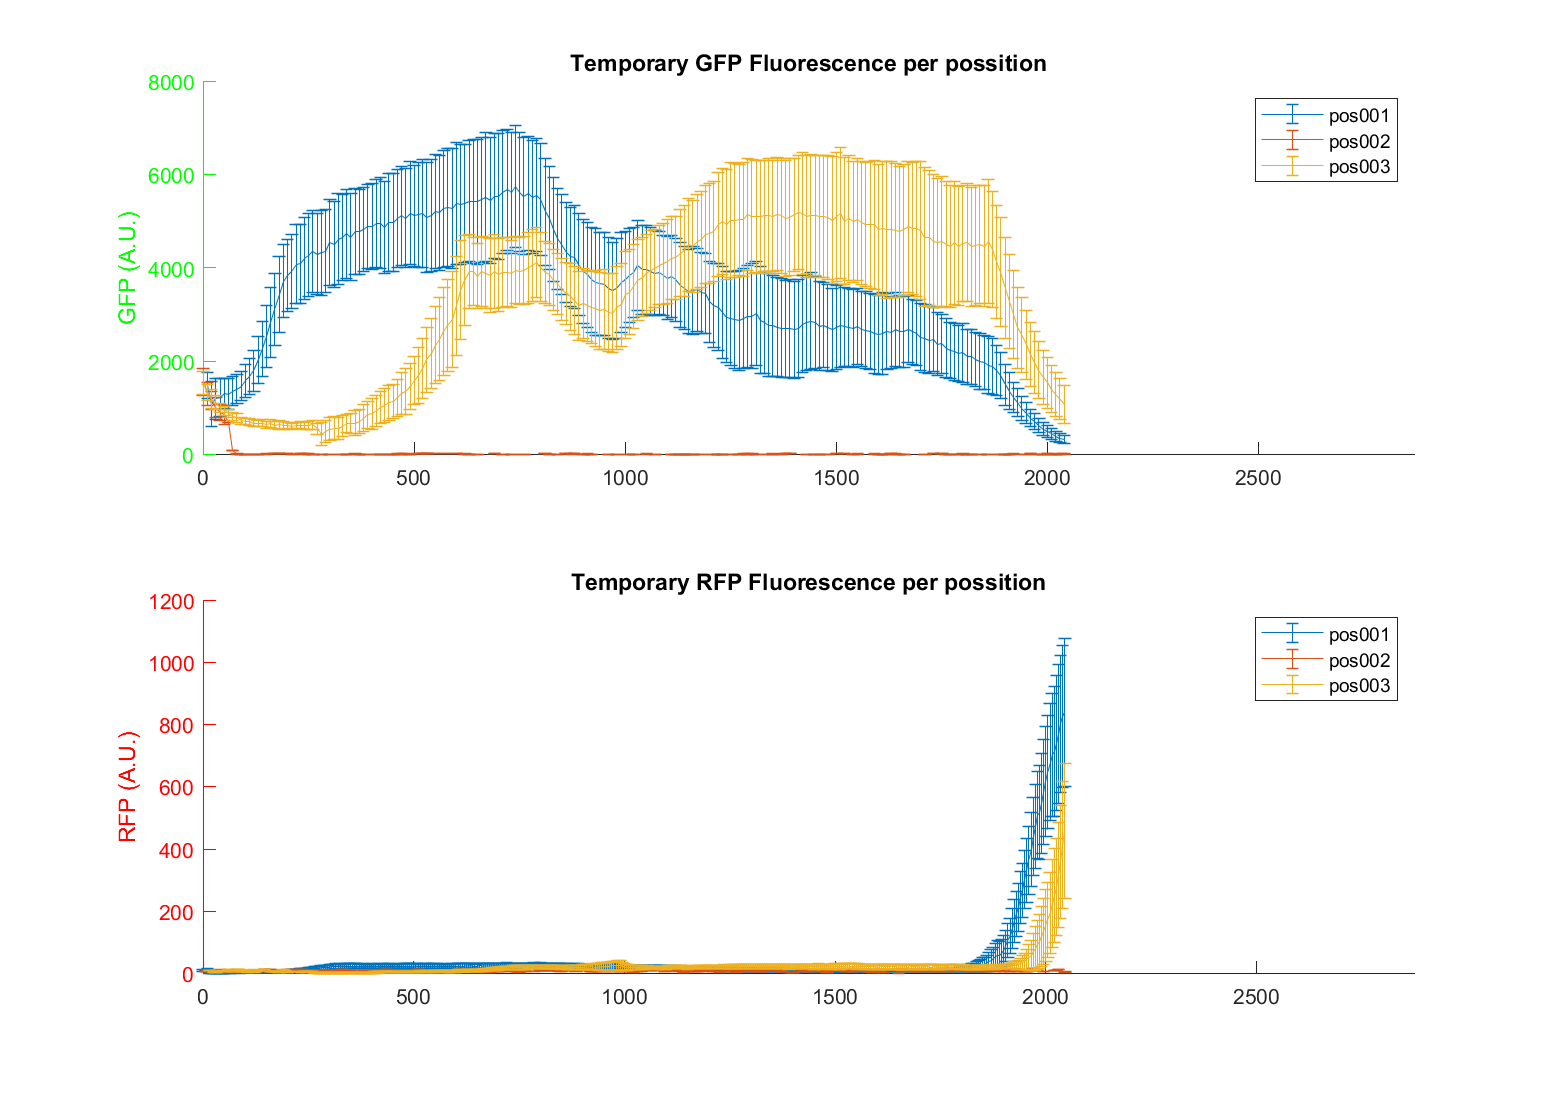 Temporary GFP Fluorescence per possition
8000
6000
4000
2000
0
GFP (A.U.)
0 500 1000 1500 2000 2500
pos001
pos002
pos003
Temporary RFP Fluorescence per possition
1200
1000
800
600
400
200
0
RFP (A.U.)
0 500 1000 1500 2000 2500
pos001
pos002
pos003